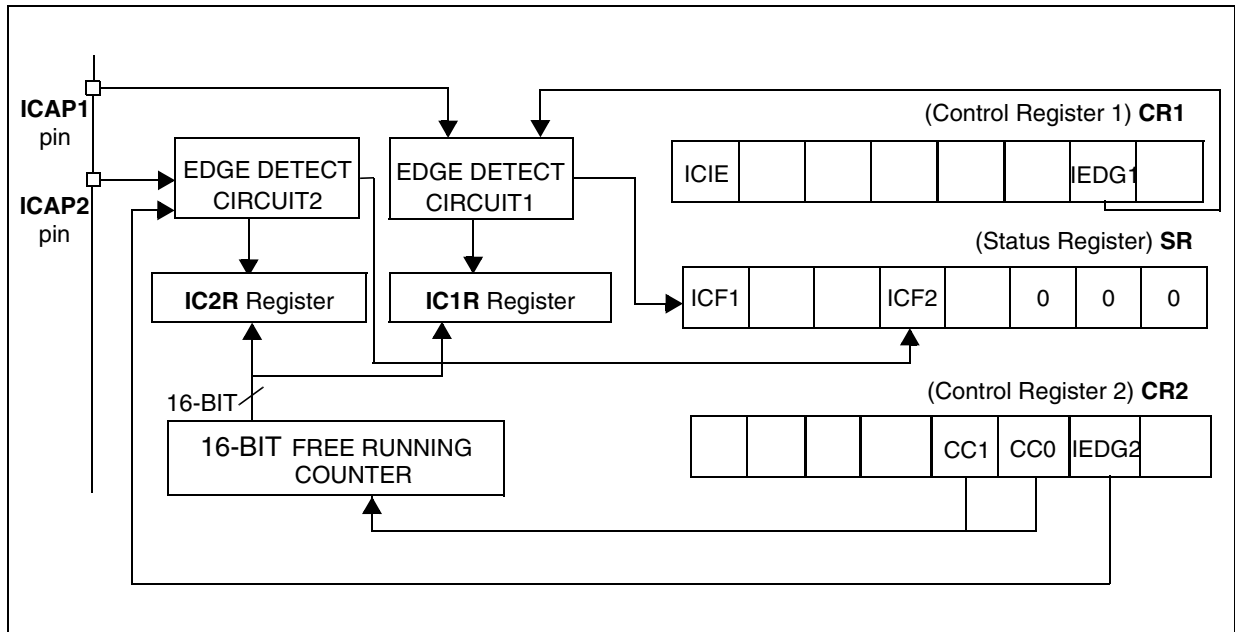 ICAP1
pin
ICAP2
pin
EDGE DETECT
CIRCUIT2
EDGE DETECT
CIRCUIT1
IC2R Register
IC1R Register
16-BIT
16-BIT FREE RUNNING
COUNTER
(Control Register 1) CR1
ICIE IEDG1
(Status Register) SR
ICF1 ICF2 0 0 0
(Control Register 2) CR2
CC1 CC0 IEDG2